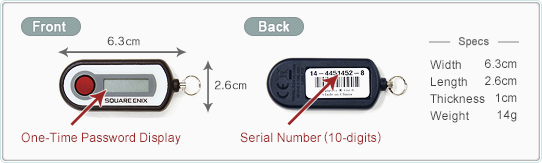 Front
6.3cm
2.6cm
SQUARE ENIX
One-Time Password Display
Back
14-4451452-8
Serial Number (10-digits)
Specs
Width 6.3cm
Length 2.6cm
Thickness 1cm
Weight 14g